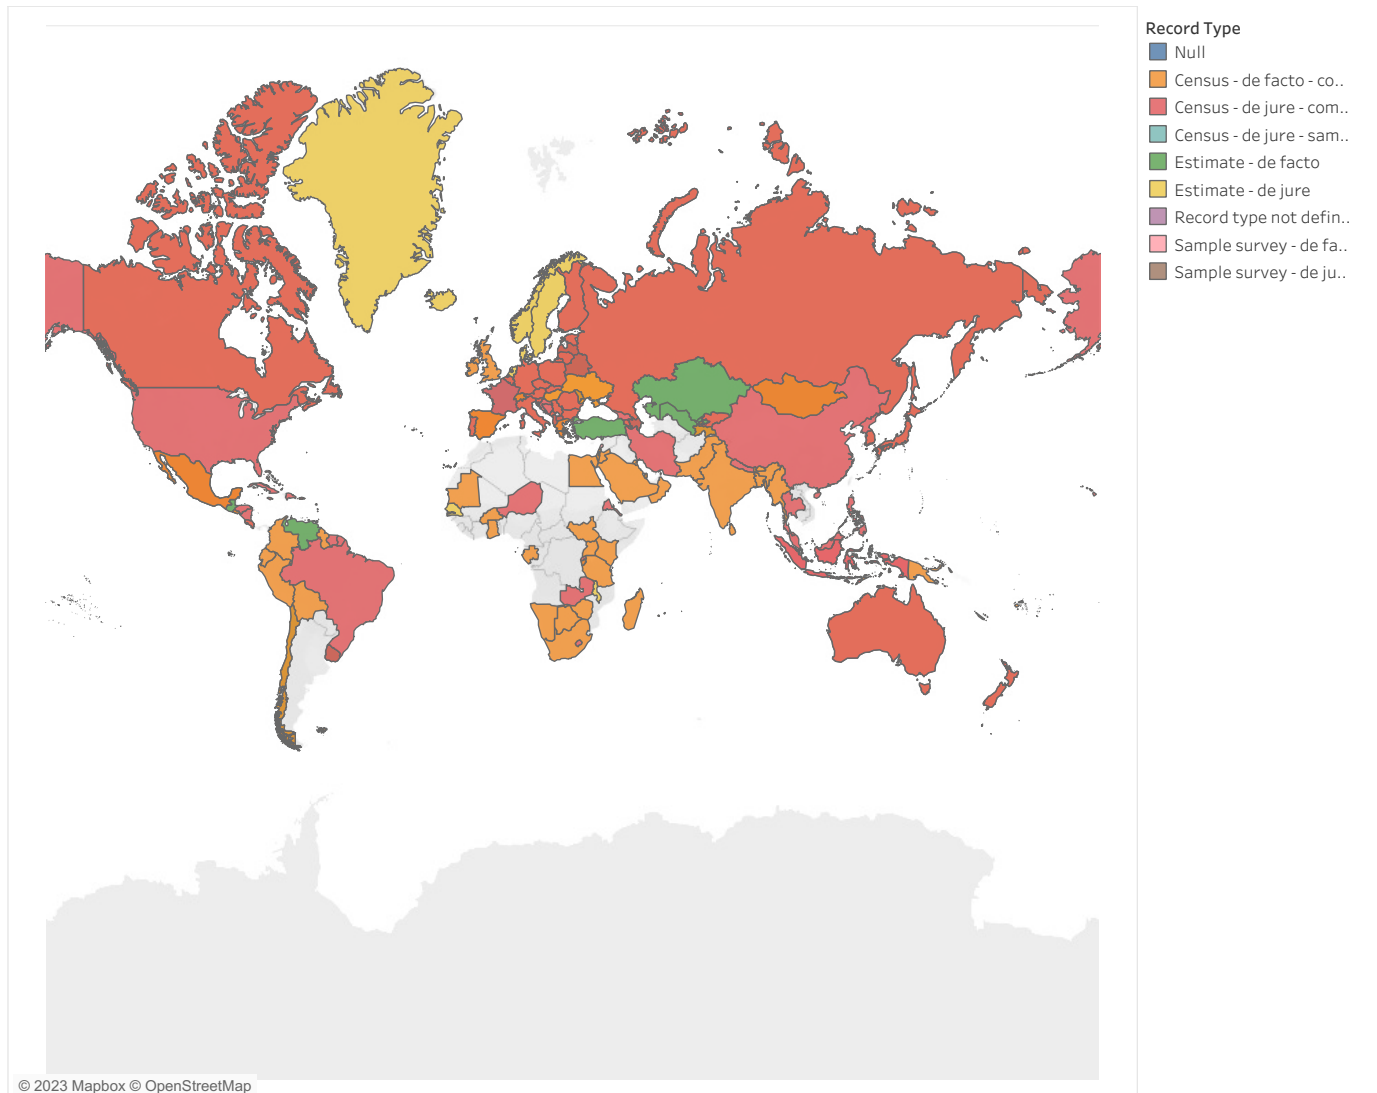 Record Type
Null
Census - de facto - co..
Census - de jure - com..
Census - de jure - sam..
Estimate - de facto
Estimate - de jure
Record type not defin..
Sample survey - de fa..
Sample survey - de ju..
© 2023 Mapbox © OpenStreetMap